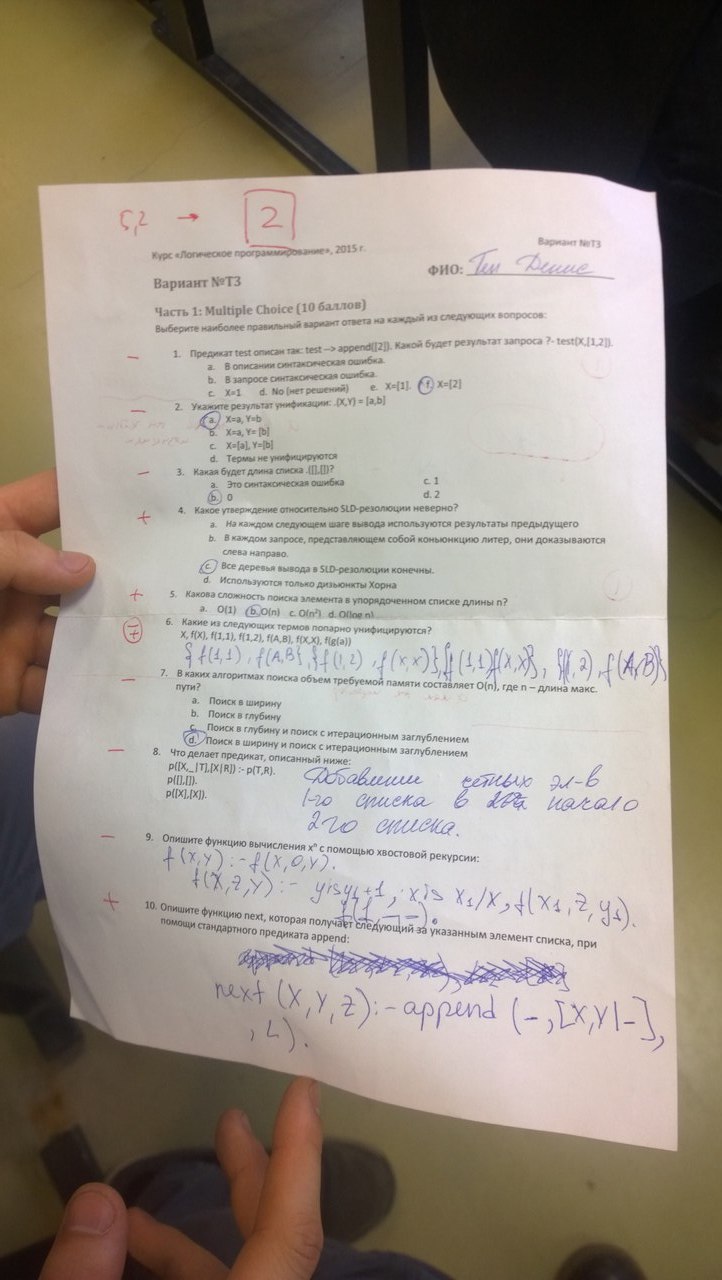 5,2 → 2
Курс «Логическое программирование», 2015 г.
Вариант №Т3
Вариант №Т3
ФИО: Тен Денис
Часть 1: Multiple Choice (10 баллов)
Выберите наиболее правильный вариант ответа на каждый из следующих вопросов:
− 1. Предикат test описан так: test --> append([2]). Какой будет результат запроса ?- test(X,[1,2]).
a. В описании синтаксическая ошибка.
b. В запросе синтаксическая ошибка.
c. X=1 d. No (нет решений) e. X=[1]. f. X=[2]
− 2. Укажите результат унификации: .(X,Y) = [a,b]
a. X=a, Y=b
b. X=a, Y= [b]
c. X=[a], Y=[b]
d. Термы не унифицируются
− 3. Какая будет длина списка .([],[])?
a. Это синтаксическая ошибка c. 1
b. 0 d. 2
+ 4. Какое утверждение относительно SLD-резолюции неверно?
a. На каждом следующем шаге вывода используются результаты предыдущего
b. В каждом запросе, представляющем собой конъюнкцию литер, они доказываются
слева направо.
c. Все деревья вывода в SLD-резолюции конечны.
d. Используются только дизъюнкты Хорна
+ 5. Какова сложность поиска элемента в упорядоченном списке длины n?
a. O(1) b. O(n) c. O(n²) d. O(log n)
6. Какие из следующих термов попарно унифицируются?
X, f(X), f(1,1), f(1,2), f(A,B), f(X,X), f(g(a))
{f(1,1), f(A,B)}, {f(1,2), f(x,x)}, {f(1,1) f(X,X)}, {f(1,2), f(A,B)}
− 7. В каких алгоритмах поиска объем требуемой памяти составляет O(n), где n – длина макс.
пути?
a. Поиск в ширину
b. Поиск в глубину
c. Поиск в глубину и поиск с итерационным заглублением
d. Поиск в ширину и поиск с итерационным заглублением
− 8. Что делает предикат, описанный ниже:
p([X,_|T],[X|R]) :- p(T,R).
p([],[]).
p([X],[X]).
Добавление четных эл-в
1-го списка в начало
2го списка.
− 9. Опишите функцию вычисления xⁿ с помощью хвостовой рекурсии:
f(x,y) :- f(x,0,y).
f(X,Z,Y) :- y is y₁+1, x is x₁/x, f(x₁, z, y₁).
f(1,_,_).
+ 10. Опишите функцию next, которая получает следующий за указанным элемент списка, при
помощи стандартного предиката append:
next (X,Y,Z) :- append (_,[X,Y|_],
, L).